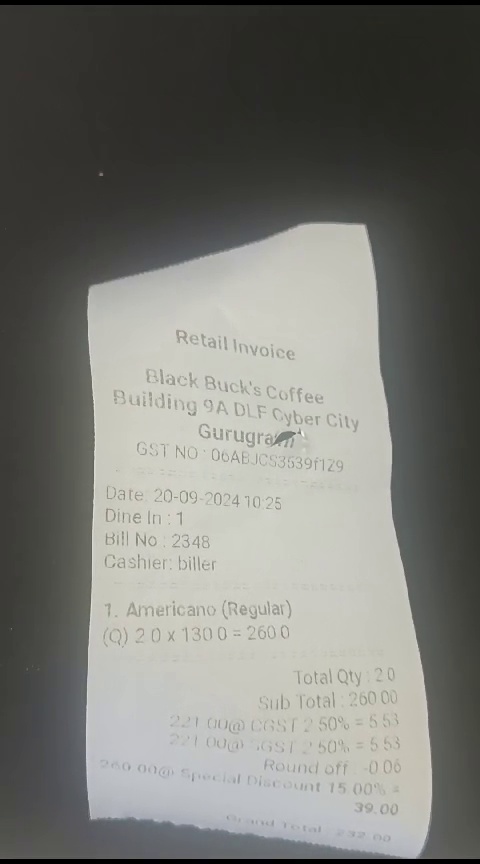 Retail Invoice
Black Buck's Coffee
Building 9A DLF Cyber City
Gurugram
GST NO : 06ABJCS3539f1Z9
Date: 20-09-2024 10:25
Dine In : 1
Bill No.: 2348
Cashier: biller
1. Americano (Regular)
(Q) 2.0 x 130.0 = 260.0
Total Qty : 2.0
Sub Total : 260.00
221.00@ CGST 2.50% = 5.53
221.00@ SGST 2.50% = 5.53
Round off : -0.06
260.00@ Special Discount 15.00% =
39.00
Grand Total : 232.00